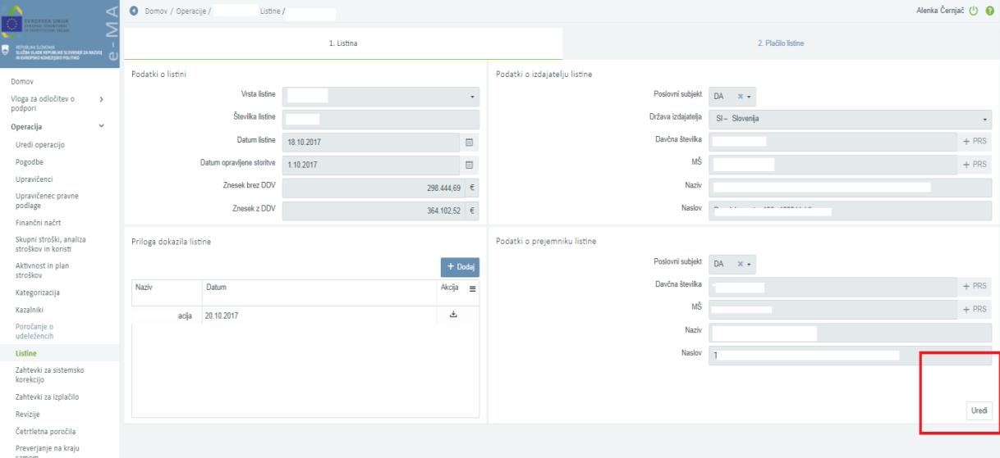 EVROPSKA UNIJA
EVROPSKI STRUKTURNI
IN INVESTICIJSKI SKLADI
e-MA
REPUBLIKA SLOVENIJA
SLUŽBA VLADE REPUBLIKE SLOVENIJE ZA RAZVOJ
IN EVROPSKO KOHEZIJSKO POLITIKO
Domov / Operacije / Listine /
Alenka Černjač
Domov
Vloga za odločitev o
podpori
Operacija
Uredi operacijo
Pogodbe
Upravičenci
Upravičenec pravne
podlage
Finančni načrt
Skupni stroški, analiza
stroškov in koristi
Aktivnost in plan
stroškov
Kategorizacija
Kazalniki
Poročanje o
udeležencih
Listine
Zahtevki za sistemsko
korekcijo
Zahtevki za izplačilo
Revizije
Četrtletna poročila
Preverjanje na kraju
samem
1. Listina
2. Plačilo listine
Podatki o listini
Vrsta listine
Številka listine
Datum listine 18.10.2017
Datum opravljene storitve 1.10.2017
Znesek brez DDV 298.444,69 €
Znesek z DDV 364.102,52 €
Podatki o izdajatelju listine
Poslovni subjekt DA
Država izdajatelja SI – Slovenija
Davčna številka + PRS
MŠ + PRS
Naziv
Naslov
Priloga dokazila listine
+ Dodaj
Naziv Datum Akcija
acija 20.10.2017
Podatki o prejemniku listine
Poslovni subjekt DA
Davčna številka + PRS
MŠ + PRS
Naziv
Naslov T
Uredi